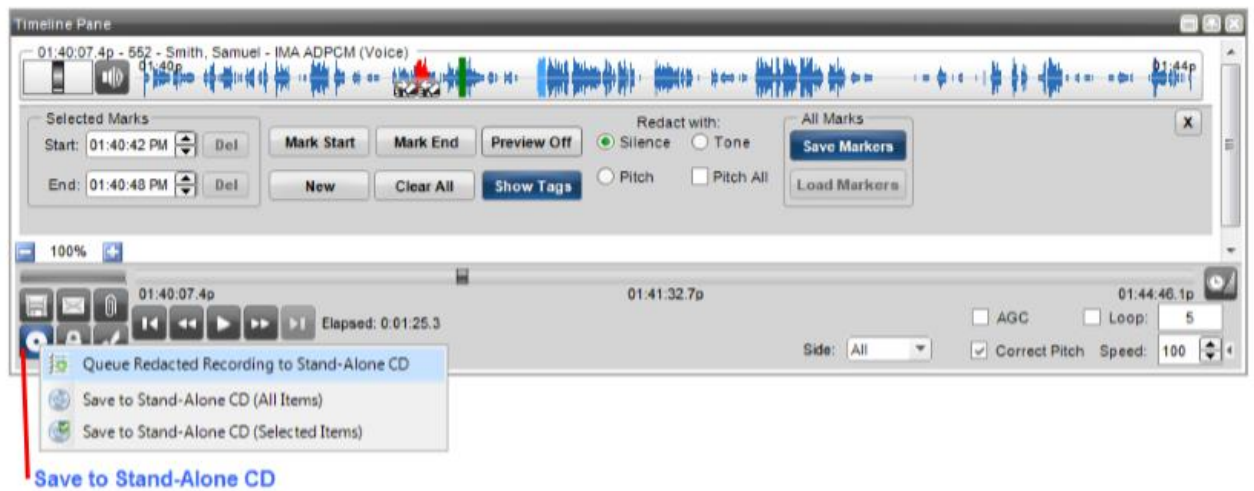 Timeline Pane
01:40:07.4p - 552 - Smith, Samuel - IMA ADPCM (Voice)
01:40p 01:44p
Selected Marks Redact with: All Marks X
Start: 01:40:42 PM Del Mark Start Mark End Preview Off Silence Tone Save Markers
End: 01:40:48 PM Del New Clear All Show Tags Pitch Pitch All Load Markers
100%
01:40:07.4p 01:41:32.7p 01:44:46.1p
Elapsed: 0:01:25.3 AGC Loop: 5
Side: All Correct Pitch Speed: 100
Queue Redacted Recording to Stand-Alone CD
Save to Stand-Alone CD (All Items)
Save to Stand-Alone CD (Selected Items)
Save to Stand-Alone CD